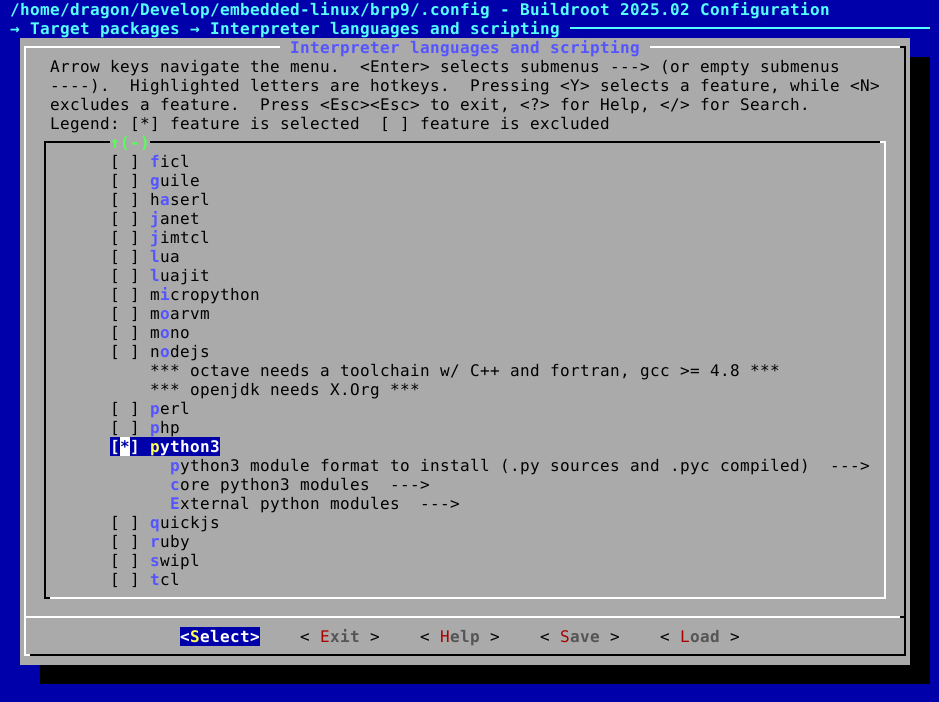 /home/dragon/Develop/embedded-linux/brp9/.config - Buildroot 2025.02 Configuration
→ Target packages → Interpreter languages and scripting
Interpreter languages and scripting
Arrow keys navigate the menu.  <Enter> selects submenus ---> (or empty submenus
----).  Highlighted letters are hotkeys.  Pressing <Y> selects a feature, while <N>
excludes a feature.  Press <Esc><Esc> to exit, <?> for Help, </> for Search.
Legend: [*] feature is selected  [ ] feature is excluded
↑(-)
[ ] ficl
[ ] guile
[ ] haserl
[ ] janet
[ ] jimtcl
[ ] lua
[ ] luajit
[ ] micropython
[ ] moarvm
[ ] mono
[ ] nodejs
*** octave needs a toolchain w/ C++ and fortran, gcc >= 4.8 ***
*** openjdk needs X.Org ***
[ ] perl
[ ] php
[*] python3
python3 module format to install (.py sources and .pyc compiled)  --->
core python3 modules  --->
External python modules  --->
[ ] quickjs
[ ] ruby
[ ] swipl
[ ] tcl
<Select>    < Exit >    < Help >    < Save >    < Load >